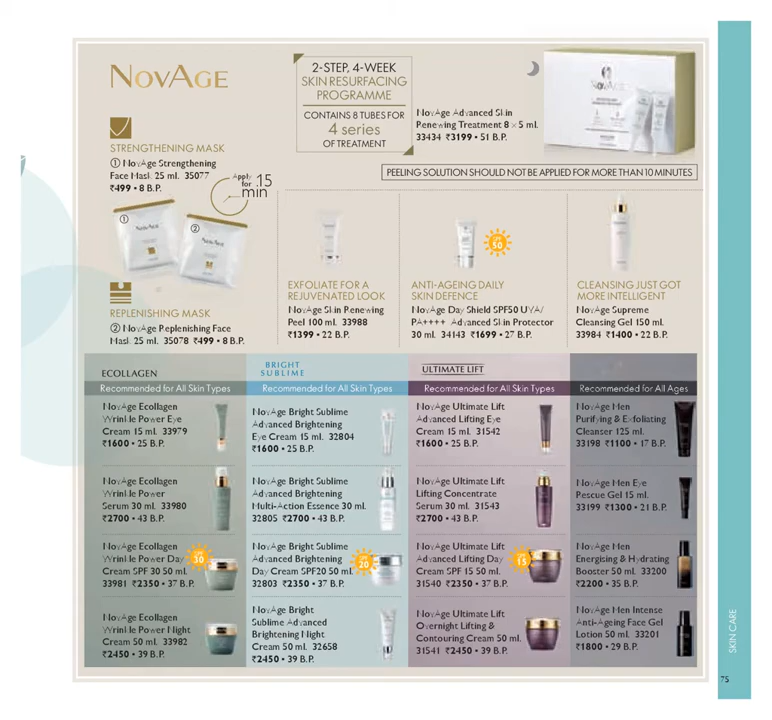 NOVAGE
2-STEP, 4-WEEK
SKIN RESURFACING
PROGRAMME
CONTAINS 8 TUBES FOR
4 series
OF TREATMENT
NovAge Advanced Skin
Renewing Treatment 8 x 5 ml.
33434 ₹3199 • 51 B.P.
PEELING SOLUTION SHOULD NOT BE APPLIED FOR MORE THAN 10 MINUTES
STRENGTHENING MASK
① NovAge Strengthening
Face Mask 25 ml. 35077
₹499 • 8 B.P.
Apply
for 15
min
①
②
REPLENISHING MASK
② NovAge Replenishing Face
Mask 25 ml. 35078 ₹499 • 8 B.P.
EXFOLIATE FOR A
REJUVENATED LOOK
NovAge Skin Renewing
Peel 100 ml. 33988
₹1399 • 22 B.P.
50
ANTI-AGEING DAILY
SKIN DEFENCE
NovAge Day Shield SPF50 UVA/
PA++++ Advanced Skin Protector
30 ml. 34143 ₹1699 • 27 B.P.
CLEANSING JUST GOT
MORE INTELLIGENT
NovAge Supreme
Cleansing Gel 150 ml.
33984 ₹1400 • 22 B.P.
ECOLLAGEN
Recommended for All Skin Types
NovAge Ecollagen
Wrinkle Power Eye
Cream 15 ml. 33979
₹1600 • 25 B.P.
NovAge Ecollagen
Wrinkle Power
Serum 30 ml. 33980
₹2700 • 43 B.P.
NovAge Ecollagen
Wrinkle Power Day
Cream SPF 30 50 ml.
33981 ₹2350 • 37 B.P.
30
NovAge Ecollagen
Wrinkle Power Night
Cream 50 ml. 33982
₹2450 • 39 B.P.
BRIGHT
SUBLIME
Recommended for All Skin Types
NovAge Bright Sublime
Advanced Brightening
Eye Cream 15 ml. 32804
₹1600 • 25 B.P.
NovAge Bright Sublime
Advanced Brightening
Multi-Action Essence 30 ml.
32805 ₹2700 • 43 B.P.
NovAge Bright Sublime
Advanced Brightening
Day Cream SPF20 50 ml.
32803 ₹2350 • 37 B.P.
20
NovAge Bright
Sublime Advanced
Brightening Night
Cream 50 ml. 32658
₹2450 • 39 B.P.
ULTIMATE LIFT
Recommended for All Skin Types
NovAge Ultimate Lift
Advanced Lifting Eye
Cream 15 ml. 31542
₹1600 • 25 B.P.
NovAge Ultimate Lift
Lifting Concentrate
Serum 30 ml. 31543
₹2700 • 43 B.P.
NovAge Ultimate Lift
Advanced Lifting Day
Cream SPF 15 50 ml.
31540 ₹2350 • 37 B.P.
15
NovAge Ultimate Lift
Overnight Lifting &
Contouring Cream 50 ml.
31541 ₹2450 • 39 B.P.
Recommended for All Ages
NovAge Men
Purifying & Exfoliating
Cleanser 125 ml.
33198 ₹1100 • 17 B.P.
NovAge Men Eye
Rescue Gel 15 ml.
33199 ₹1300 • 21 B.P.
NovAge Men
Energising & Hydrating
Booster 50 ml. 33200
₹2200 • 35 B.P.
NovAge Men Intense
Anti-Ageing Face Gel
Lotion 50 ml. 33201
₹1800 • 29 B.P.
SKIN CARE
75